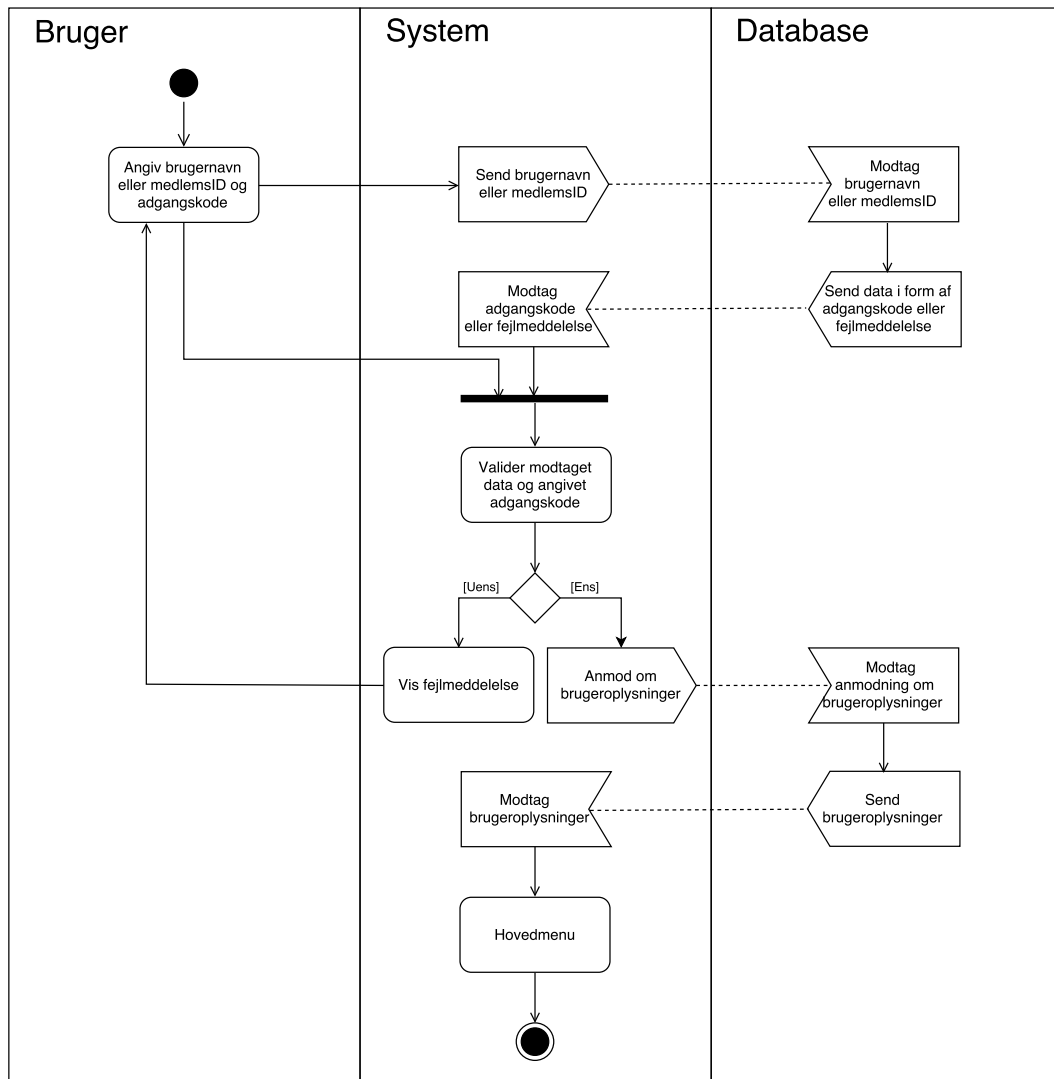 Bruger
System
Database
Angiv brugernavn
eller medlemsID og
adgangskode
Send brugernavn
eller medlemsID
Modtag
brugernavn
eller medlemsID
Modtag
adgangskode
eller fejlmeddelelse
Send data i form af
adgangskode eller
fejlmeddelelse
Valider modtaget
data og angivet
adgangskode
[Uens]
[Ens]
Vis fejlmeddelelse
Anmod om
brugeroplysninger
Modtag
anmodning om
brugeroplysninger
Modtag
brugeroplysninger
Send
brugeroplysninger
Hovedmenu